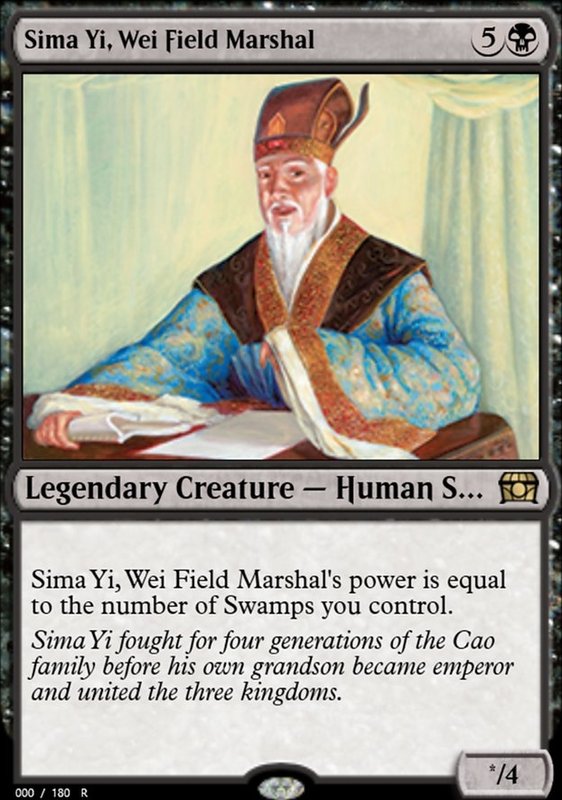 Sima Yi, Wei Field Marshal 5
Legendary Creature — Human S...
Sima Yi, Wei Field Marshal's power is equal
to the number of Swamps you control.
Sima Yi fought for four generations of the Cao
family before his own grandson became emperor
and united the three kingdoms.
*/4
000 / 180 R